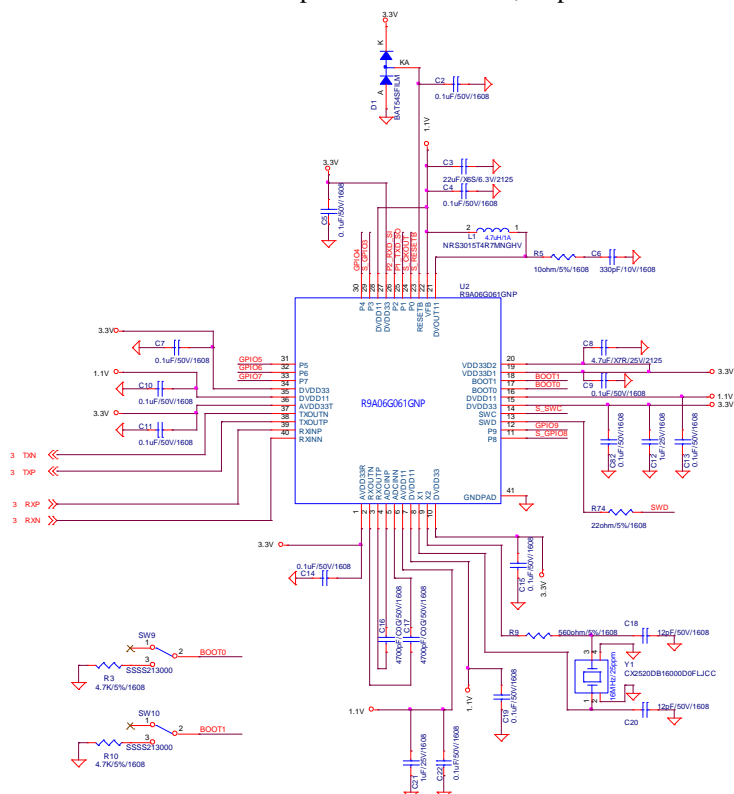 3.3V
K
KA
A
D1
BAT54SFILM
C2
0.1uF/50V/1608
1.1V
3.3V
C3
22uF/X6S/6.3V/2125
C4
0.1uF/50V/1608
C5
0.1uF/50V/1608
2
1
L1
4.7uH/1A
NRS3015T4R7MNGHV
GPIO4
S_GPIO3
P2_RXD_SI
P1_TXD_SO
S_CKOUT
S_RESETB
R5
10ohm/5%/1608
C6
330pF/10V/1608
30
29
28
27
26
25
24
23
22
21
U2
R9A06G061GNP
P4
P3
DVDD11
DVDD33
P2
P1
P0
RESETB
VFB
DVOUT11
3.3V
C7
0.1uF/50V/1608
1.1V
C10
0.1uF/50V/1608
3.3V
C11
0.1uF/50V/1608
GPIO5
GPIO6
GPIO7
31
32
33
34
35
36
37
38
39
40
P5
P6
P7
DVDD33
DVDD11
AVDD33T
TXOUTN
TXOUTP
RXINP
RXINN
R9A06G061GNP
VDD33D2
VDD33D1
BOOT1
BOOT0
DVDD11
DVDD33
SWC
SWD
P9
P8
GNDPAD
20
19
18
17
16
15
14
13
12
11
41
C8
4.7uF/X7R/25V/2125
3.3V
BOOT1
BOOT0
C9
0.1uF/50V/1608
1.1V
3.3V
S_SWC
GPIO9
S_GPIO8
C82
0.1uF/50V/1608
C12
1uF/25V/1608
C13
0.1uF/50V/1608
3 TXN
3 TXP
3 RXP
3 RXN
AVDD33R
RXOUTN
RXOUTP
ADCINP
ADCINN
AVDD11
DVDD11
X1
X2
DVDD33
1
2
3
4
5
6
7
8
9
10
R74
22ohm/5%/1608
SWD
3.3V
0.1uF/50V/1608
C14
C15
0.1uF/50V/1608
3.3V
C16
4700pF/C0G/50V/1608
C17
4700pF/C0G/50V/1608
R9
560ohm/5%/1608
C18
12pF/50V/1608
3
4
1
2
16MHz/25ppm
Y1
CX2520DB16000D0FLJCC
C20
12pF/50V/1608
SW9
1
2
3
BOOT0
SSSS213000
R3
4.7K/5%/1608
SW10
1
2
3
BOOT1
SSSS213000
R10
4.7K/5%/1608
1.1V
C19
0.1uF/50V/1608
1.1V
C21
1uF/25V/1608
C22
0.1uF/50V/1608